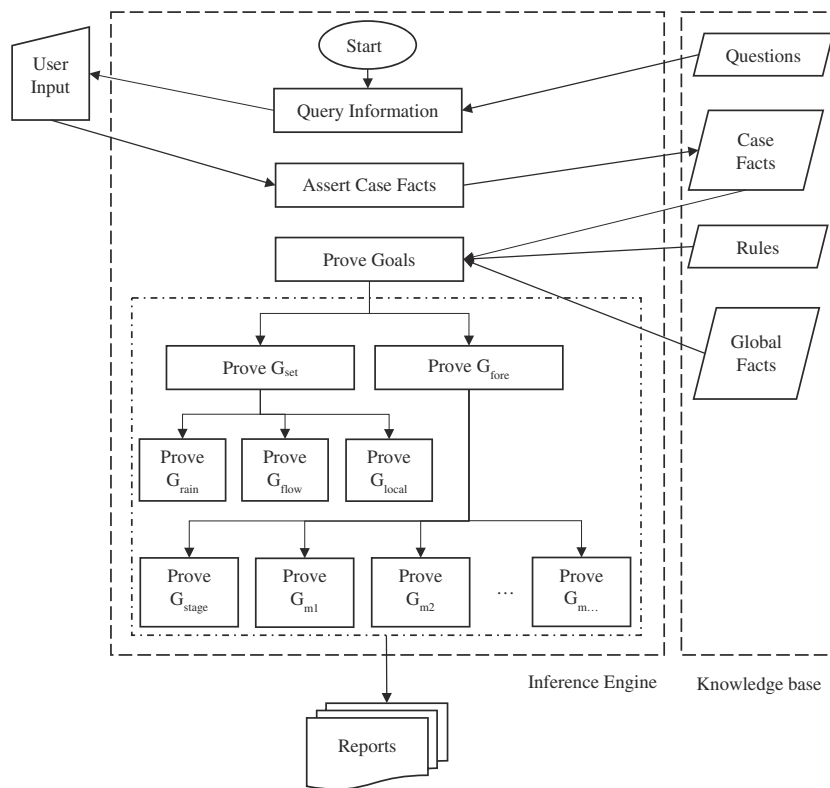 Start
User
Input
Query Information
Questions
Assert Case Facts
Case
Facts
Prove Goals
Rules
Global
Facts
Prove Gset
Prove Gfore
Prove
Grain
Prove
Gflow
Prove
Glocal
Prove
Gstage
Prove
Gm1
Prove
Gm2
...
Prove
Gm...
Inference Engine
Knowledge base
Reports